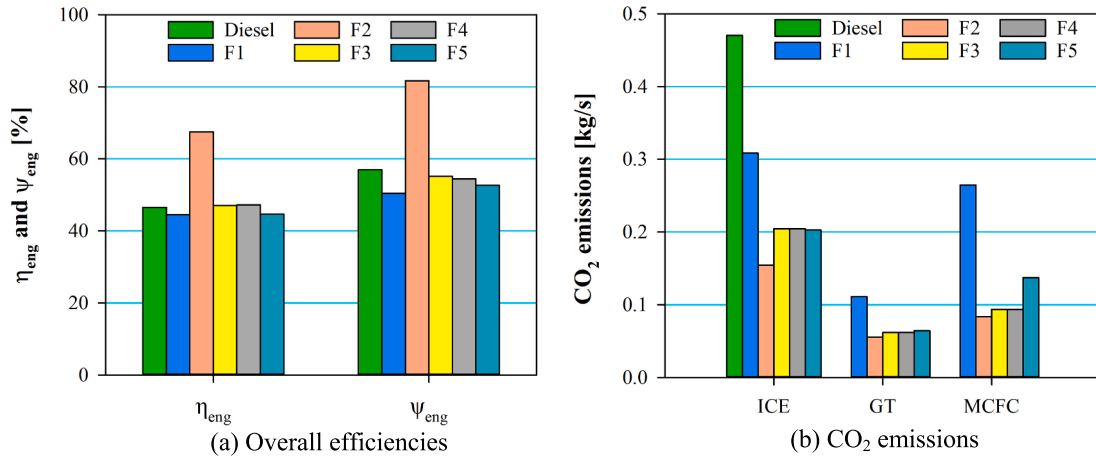 100
80
60
40
20
0
η_eng and ψ_eng [%]
Diesel F2 F4
F1 F3 F5
η_eng ψ_eng
(a) Overall efficiencies
0.5
0.4
0.3
0.2
0.1
0.0
CO₂ emissions [kg/s]
Diesel F2 F4
F1 F3 F5
ICE GT MCFC
(b) CO₂ emissions